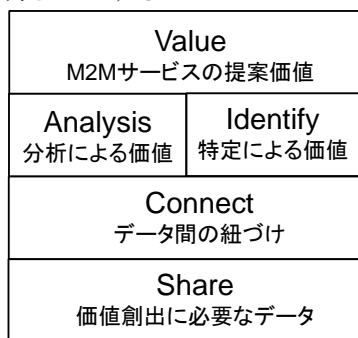 Value
M2Mサービスの提案価値
Analysis
分析による価値
Identify
特定による価値
Connect
データ間の紐づけ
Share
価値創出に必要なデータ